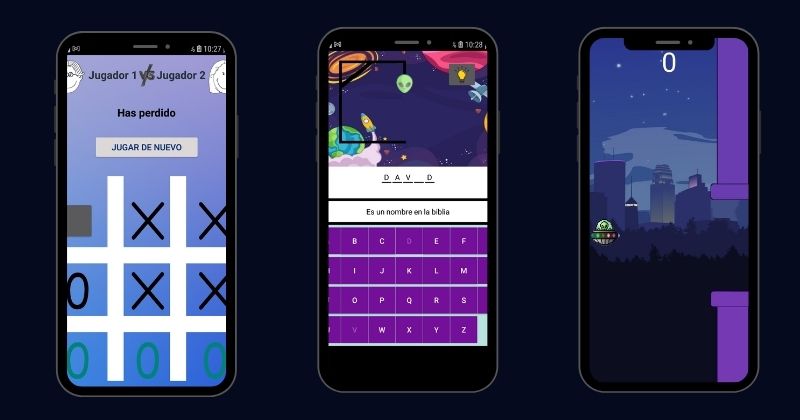 10:27
Jugador 1 VS Jugador 2
Has perdido
JUGAR DE NUEVO
X X
O X X
O O O
10:28
D A V _ D
Es un nombre en la biblia
B C D E F
I J K L M
O P Q R S
V W X Y Z
0